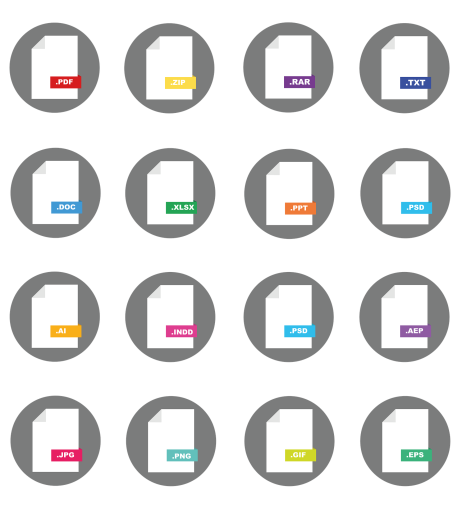 .PDF
.ZIP
.RAR
.TXT
.DOC
.XLSX
.PPT
.PSD
.AI
.INDD
.PSD
.AEP
.JPG
.PNG
.GIF
.EPS